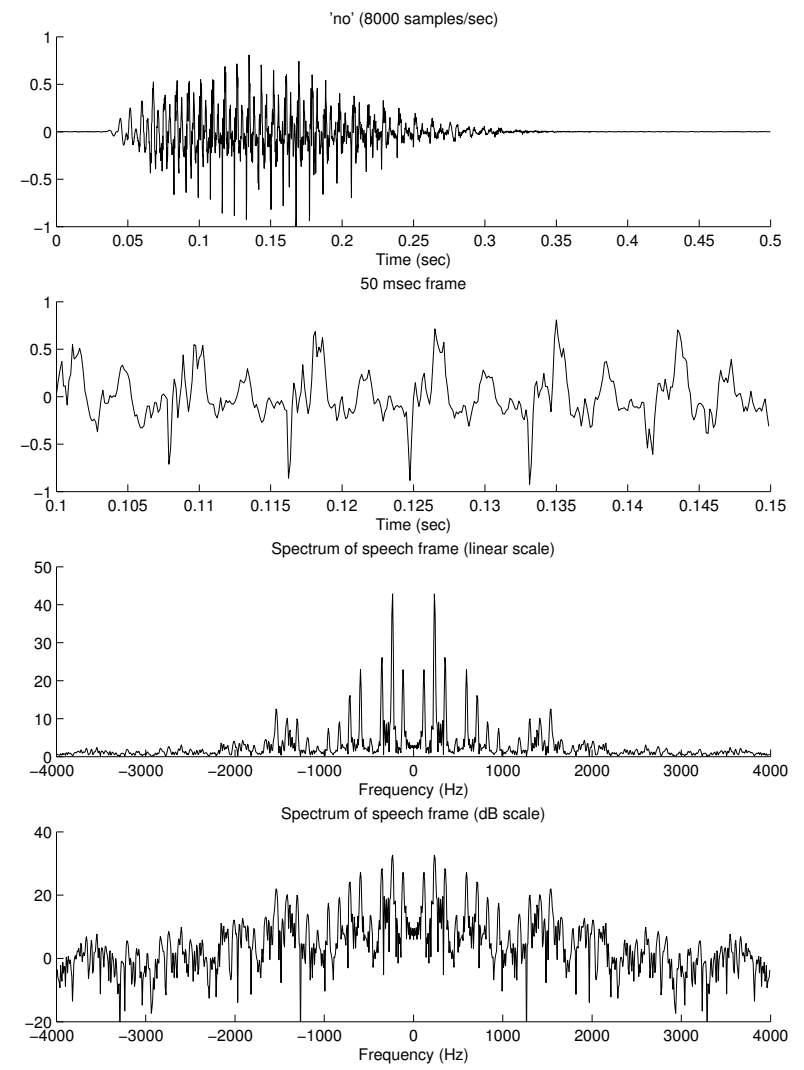 'no' (8000 samples/sec)
1
0.5
0
−0.5
−1
0 0.05 0.1 0.15 0.2 0.25 0.3 0.35 0.4 0.45 0.5
Time (sec)
50 msec frame
1
0.5
0
−0.5
−1
0.1 0.105 0.11 0.115 0.12 0.125 0.13 0.135 0.14 0.145 0.15
Time (sec)
Spectrum of speech frame (linear scale)
50
40
30
20
10
0
−4000 −3000 −2000 −1000 0 1000 2000 3000 4000
Frequency (Hz)
Spectrum of speech frame (dB scale)
40
20
0
−20
−4000 −3000 −2000 −1000 0 1000 2000 3000 4000
Frequency (Hz)